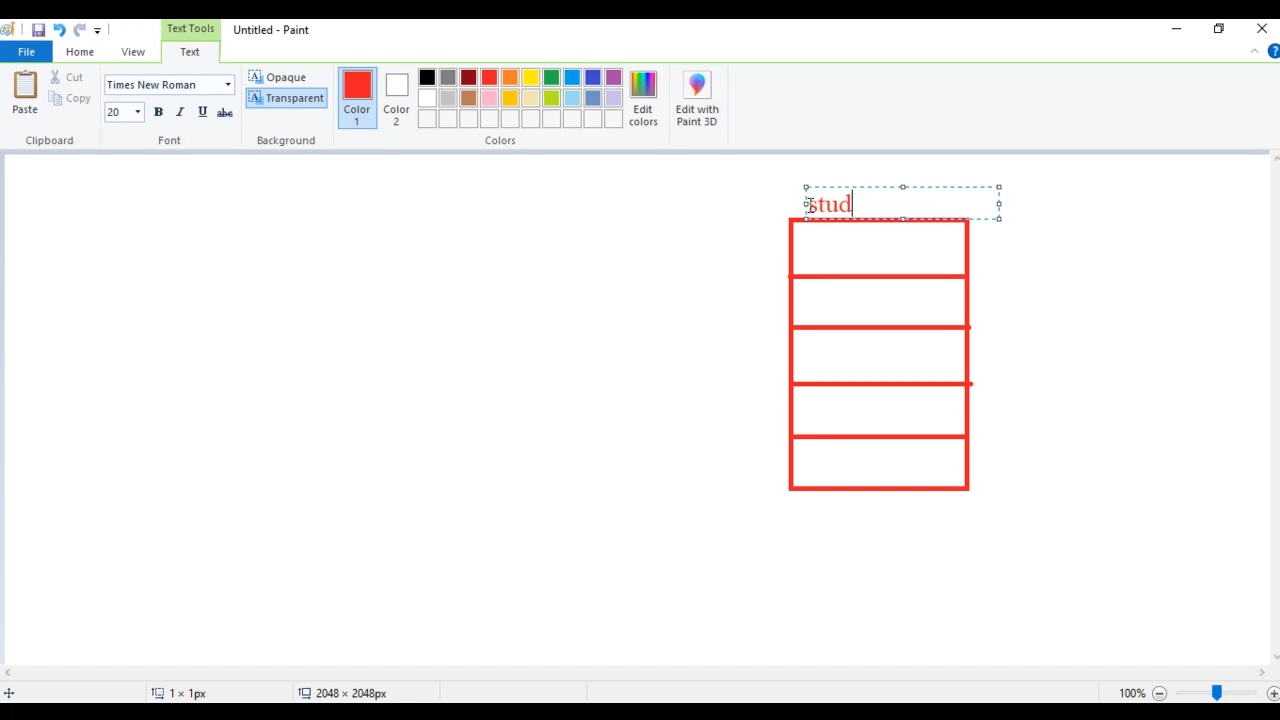 Text Tools
Untitled - Paint
File
Home
View
Text
Paste
Cut
Copy
Clipboard
Times New Roman
20
B I U abc
Font
Opaque
Transparent
Background
Color 1
Color 2
Edit colors
Colors
Edit with Paint 3D
stud
1 × 1px
2048 × 2048px
100%